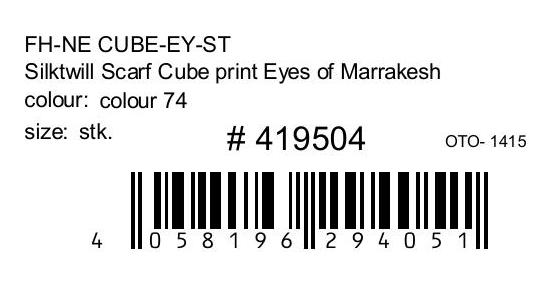 FH-NE CUBE-EY-ST
Silktwill Scarf Cube print Eyes of Marrakesh
colour: colour 74
size: stk.
# 419504
OTO- 1415
4 058196 294051